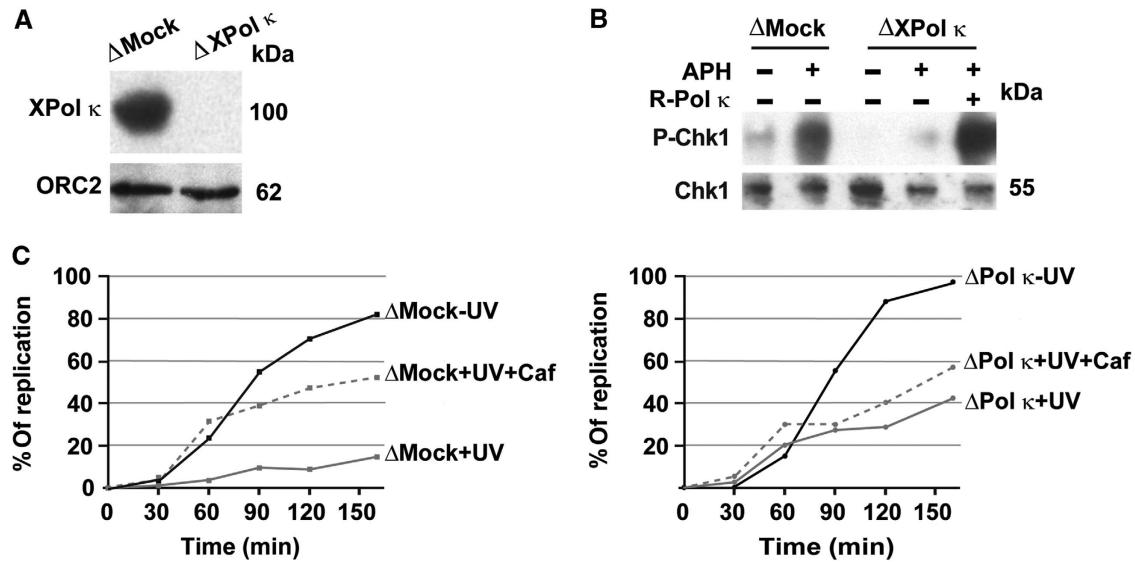 A
ΔMock ΔXPol κ
kDa
XPol κ 100
ORC2 62
B
ΔMock ΔXPol κ
APH – + – + +
R-Pol κ – – – – + kDa
P-Chk1
Chk1 55
C
% Of replication
100
80
60
40
20
0
0 30 60 90 120 150
Time (min)
ΔMock-UV
ΔMock+UV+Caf
ΔMock+UV
% Of replication
100
80
60
40
20
0 30 60 90 120 150
Time (min)
ΔPol κ-UV
ΔPol κ+UV+Caf
ΔPol κ+UV